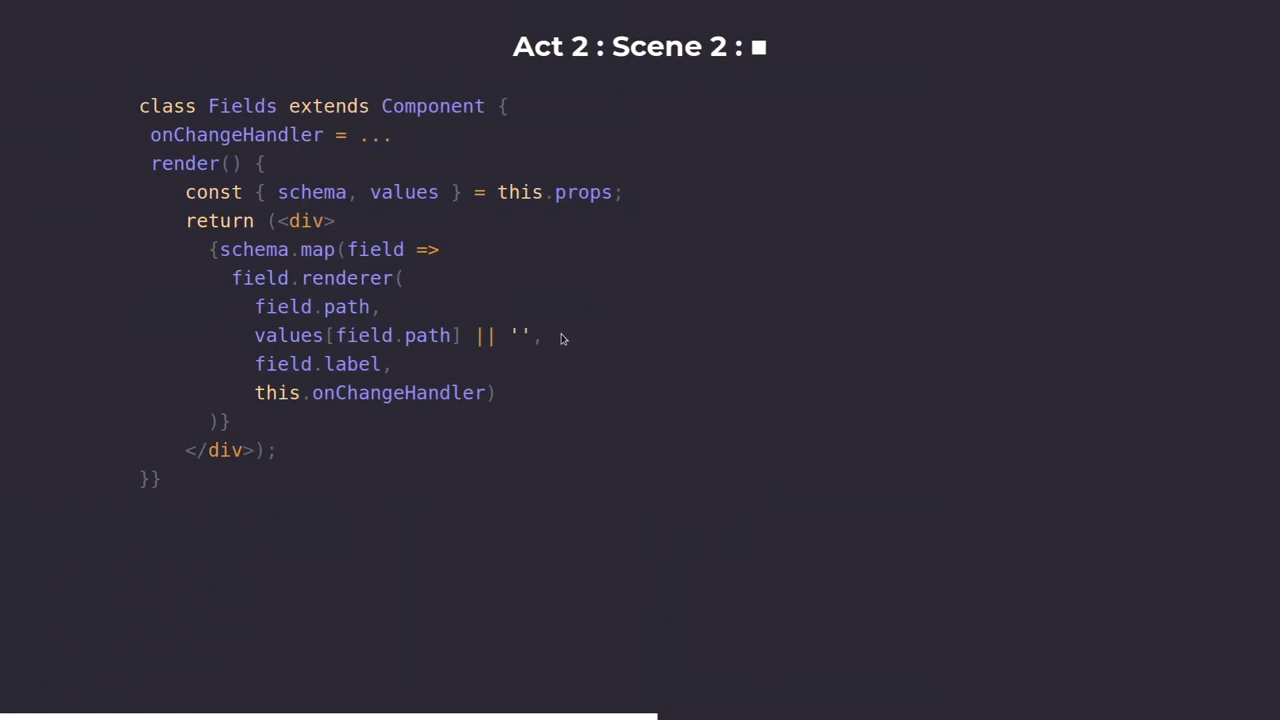 Act 2 : Scene 2 : ■
class Fields extends Component {
onChangeHandler = ...
render() {
const { schema, values } = this.props;
return (<div>
{schema.map(field =>
field.renderer(
field.path,
values[field.path] || '',
field.label,
this.onChangeHandler)
)}
</div>);
}}